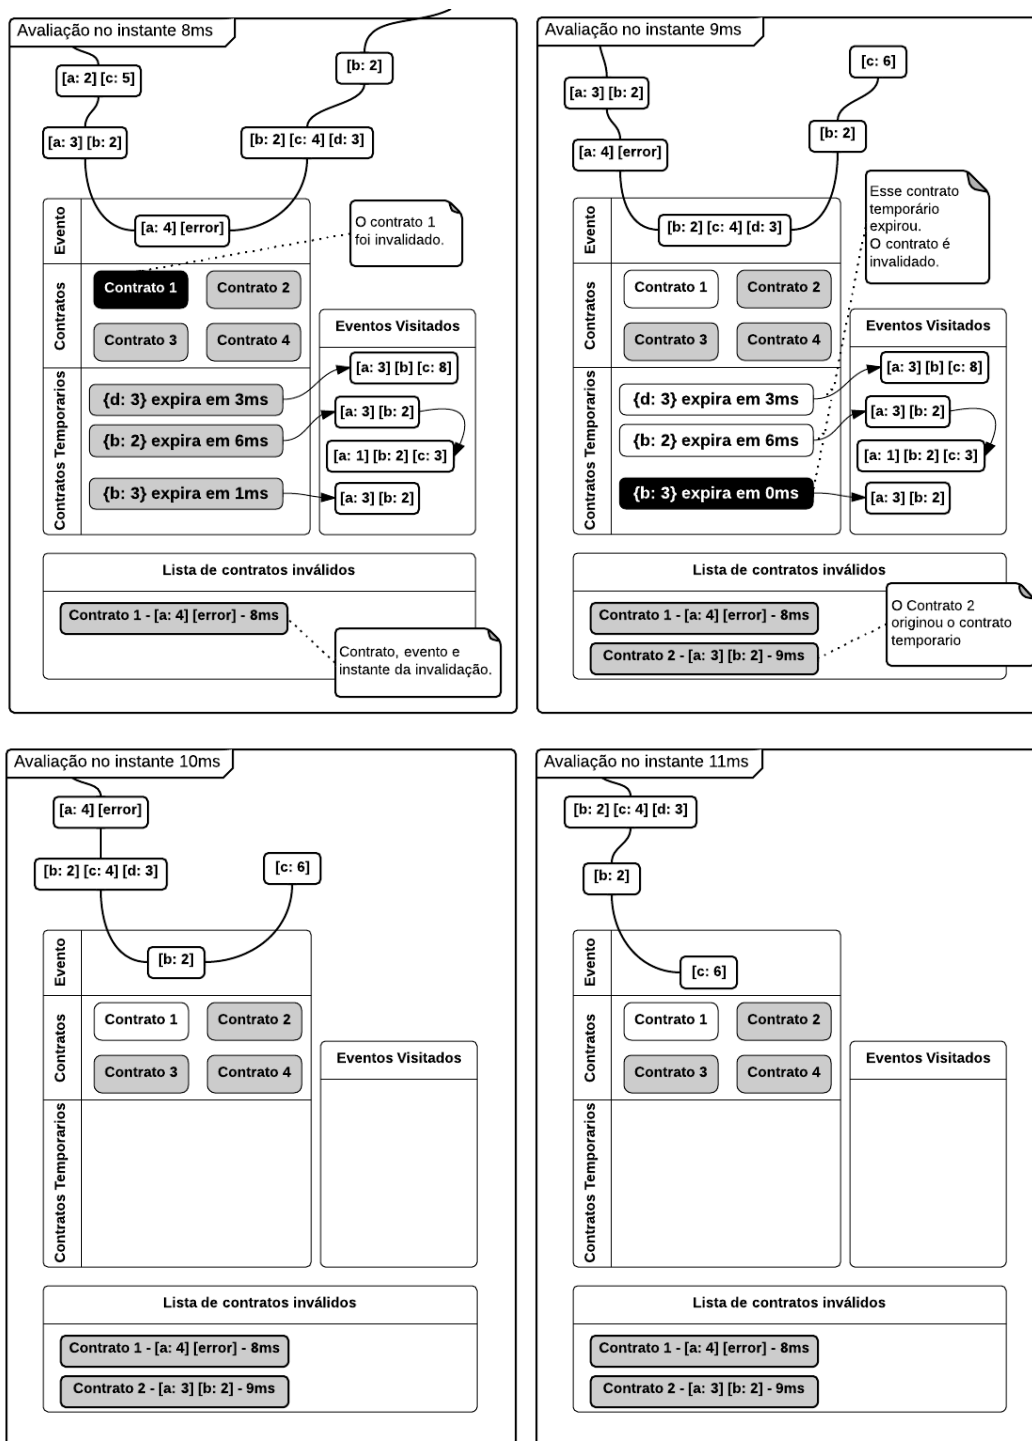 Avaliação no instante 8ms
[b: 2]
[a: 2] [c: 5]
[a: 3] [b: 2]
[b: 2] [c: 4] [d: 3]
Evento
[a: 4] [error]
O contrato 1
foi invalidado.
Contratos
Contrato 1
Contrato 2
Contrato 3
Contrato 4
Eventos Visitados
Contratos Temporarios
{d: 3} expira em 3ms
[a: 3] [b] [c: 8]
{b: 2} expira em 6ms
[a: 3] [b: 2]
[a: 1] [b: 2] [c: 3]
{b: 3} expira em 1ms
[a: 3] [b: 2]
Lista de contratos inválidos
Contrato 1 - [a: 4] [error] - 8ms
Contrato, evento e
instante da invalidação.
Avaliação no instante 9ms
[c: 6]
[a: 3] [b: 2]
[b: 2]
[a: 4] [error]
Esse contrato
temporário
expirou.
O contrato é
invalidado.
Evento
[b: 2] [c: 4] [d: 3]
Contratos
Contrato 1
Contrato 2
Contrato 3
Contrato 4
Eventos Visitados
Contratos Temporarios
{d: 3} expira em 3ms
[a: 3] [b] [c: 8]
{b: 2} expira em 6ms
[a: 3] [b: 2]
[a: 1] [b: 2] [c: 3]
{b: 3} expira em 0ms
[a: 3] [b: 2]
Lista de contratos inválidos
Contrato 1 - [a: 4] [error] - 8ms
Contrato 2 - [a: 3] [b: 2] - 9ms
O Contrato 2
originou o contrato
temporario
Avaliação no instante 10ms
[a: 4] [error]
[b: 2] [c: 4] [d: 3]
[c: 6]
Evento
[b: 2]
Contratos
Contrato 1
Contrato 2
Contrato 3
Contrato 4
Eventos Visitados
Contratos Temporarios
Lista de contratos inválidos
Contrato 1 - [a: 4] [error] - 8ms
Contrato 2 - [a: 3] [b: 2] - 9ms
Avaliação no instante 11ms
[b: 2] [c: 4] [d: 3]
[b: 2]
Evento
[c: 6]
Contratos
Contrato 1
Contrato 2
Contrato 3
Contrato 4
Eventos Visitados
Contratos Temporarios
Lista de contratos inválidos
Contrato 1 - [a: 4] [error] - 8ms
Contrato 2 - [a: 3] [b: 2] - 9ms